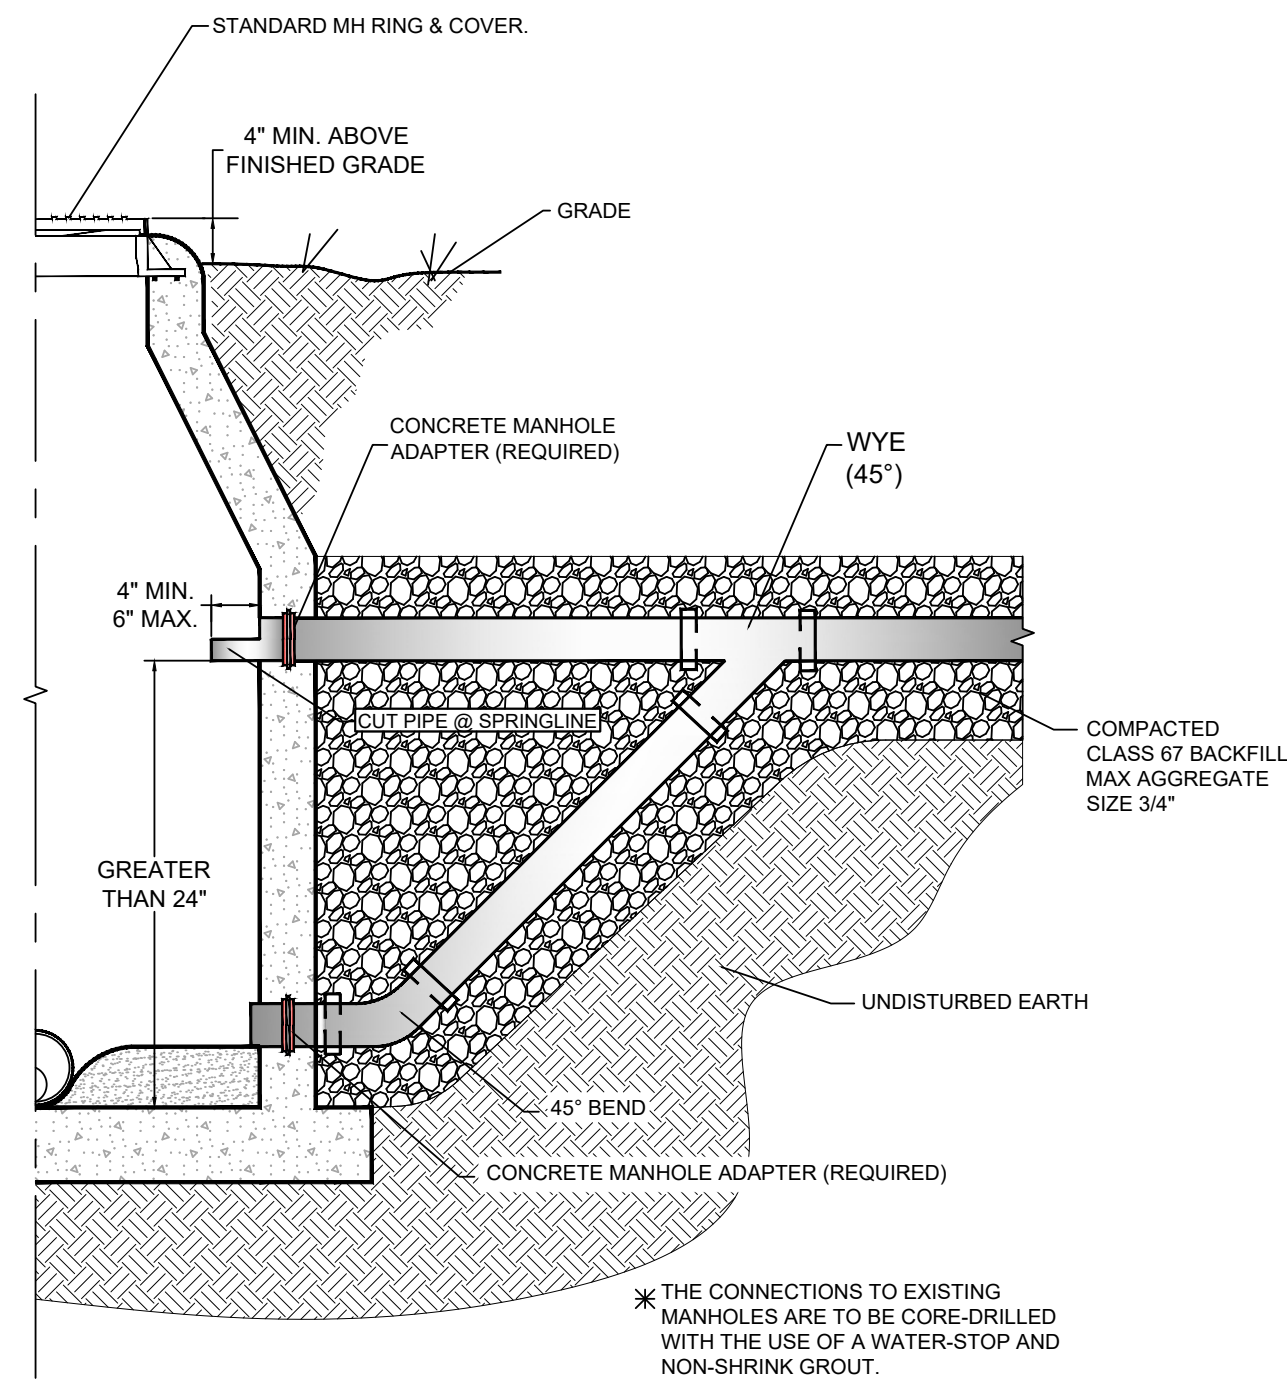 STANDARD MH RING & COVER.
4" MIN. ABOVE
FINISHED GRADE
GRADE
CONCRETE MANHOLE
ADAPTER (REQUIRED)
WYE
(45°)
4" MIN.
6" MAX.
CUT PIPE @ SPRINGLINE
COMPACTED
CLASS 67 BACKFILL
MAX AGGREGATE
SIZE 3/4"
GREATER
THAN 24"
UNDISTURBED EARTH
45° BEND
CONCRETE MANHOLE ADAPTER (REQUIRED)
* THE CONNECTIONS TO EXISTING
MANHOLES ARE TO BE CORE-DRILLED
WITH THE USE OF A WATER-STOP AND
NON-SHRINK GROUT.